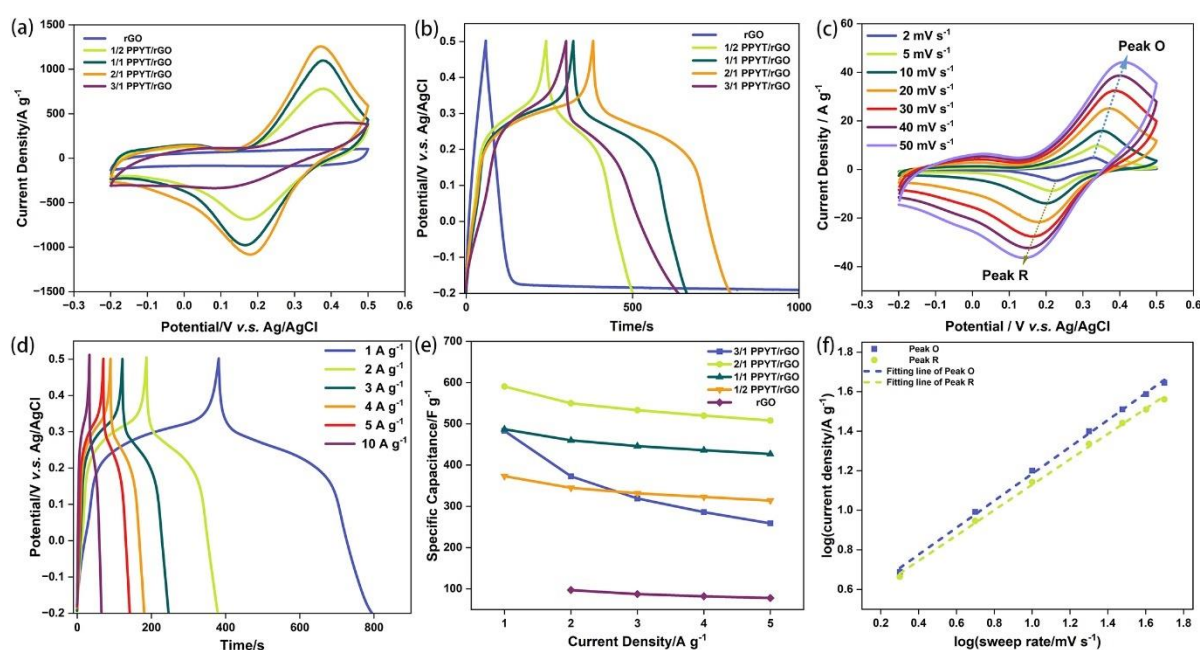 (a)
1500
1000
500
0
-500
-1000
-1500
Current Density/A g⁻¹
rGO
1/2 PPYT/rGO
1/1 PPYT/rGO
2/1 PPYT/rGO
3/1 PPYT/rGO
-0.3 -0.2 -0.1 0.0 0.1 0.2 0.3 0.4 0.5 0.6
Potential/V v.s. Ag/AgCl
(b)
0.5
0.4
0.3
0.2
0.1
0.0
-0.1
-0.2
Potential/V v.s. Ag/AgCl
rGO
1/2 PPYT/rGO
1/1 PPYT/rGO
2/1 PPYT/rGO
3/1 PPYT/rGO
0 200 400 600 800 1000
Time/s
(c)
60
40
20
0
-20
-40
Current Density / A g⁻¹
2 mV s⁻¹
5 mV s⁻¹
10 mV s⁻¹
20 mV s⁻¹
30 mV s⁻¹
40 mV s⁻¹
50 mV s⁻¹
Peak O
Peak R
-0.3 -0.2 -0.1 0.0 0.1 0.2 0.3 0.4 0.5 0.6
Potential / V v.s. Ag/AgCl
(d)
0.5
0.4
0.3
0.2
0.1
0.0
-0.1
-0.2
Potential/V v.s. Ag/AgCl
1 A g⁻¹
2 A g⁻¹
3 A g⁻¹
4 A g⁻¹
5 A g⁻¹
10 A g⁻¹
0 200 400 600 800
Time/s
(e)
700
600
500
400
300
200
100
Specific Capacitance/F g⁻¹
3/1 PPYT/rGO
2/1 PPYT/rGO
1/1 PPYT/rGO
1/2 PPYT/rGO
rGO
1 2 3 4 5
Current Density/A g⁻¹
(f)
1.8
1.6
1.4
1.2
1.0
0.8
0.6
log(current density/A g⁻¹)
Peak O
Peak R
Fitting line of Peak O
Fitting line of Peak R
0.2 0.4 0.6 0.8 1.0 1.2 1.4 1.6 1.8
log(sweep rate/mV s⁻¹)